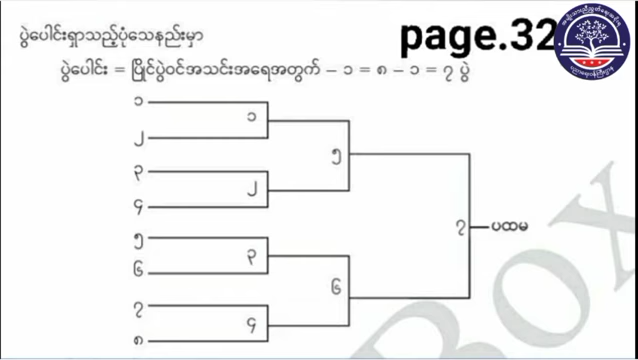 ပွဲပေါင်းရှာသည့်ပုံသေနည်းမှာ
page.32
ပွဲပေါင်း = ပြိုင်ပွဲဝင်အသင်းအရေအတွက် – ၁ = ၈ – ၁ = ၇ ပွဲ
၁
၁
၂
၅
၃
၂
၄
၇ ပထမ
၅
၃
၆
၆
၇
၄
၈
BOX